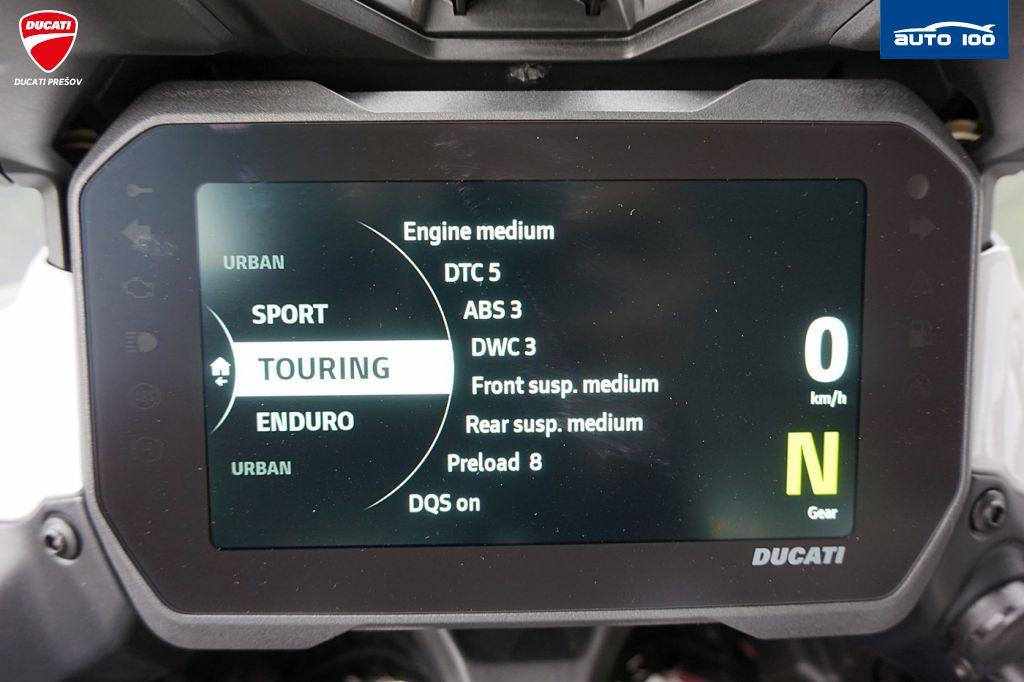 DUCATI
DUCATI PREŠOV
AUTO 100
Engine medium
URBAN
DTC 5
SPORT
ABS 3
DWC 3
TOURING
Front susp. medium
ENDURO
Rear susp. medium
URBAN
Preload 8
DQS on
0
km/h
N
Gear
DUCATI